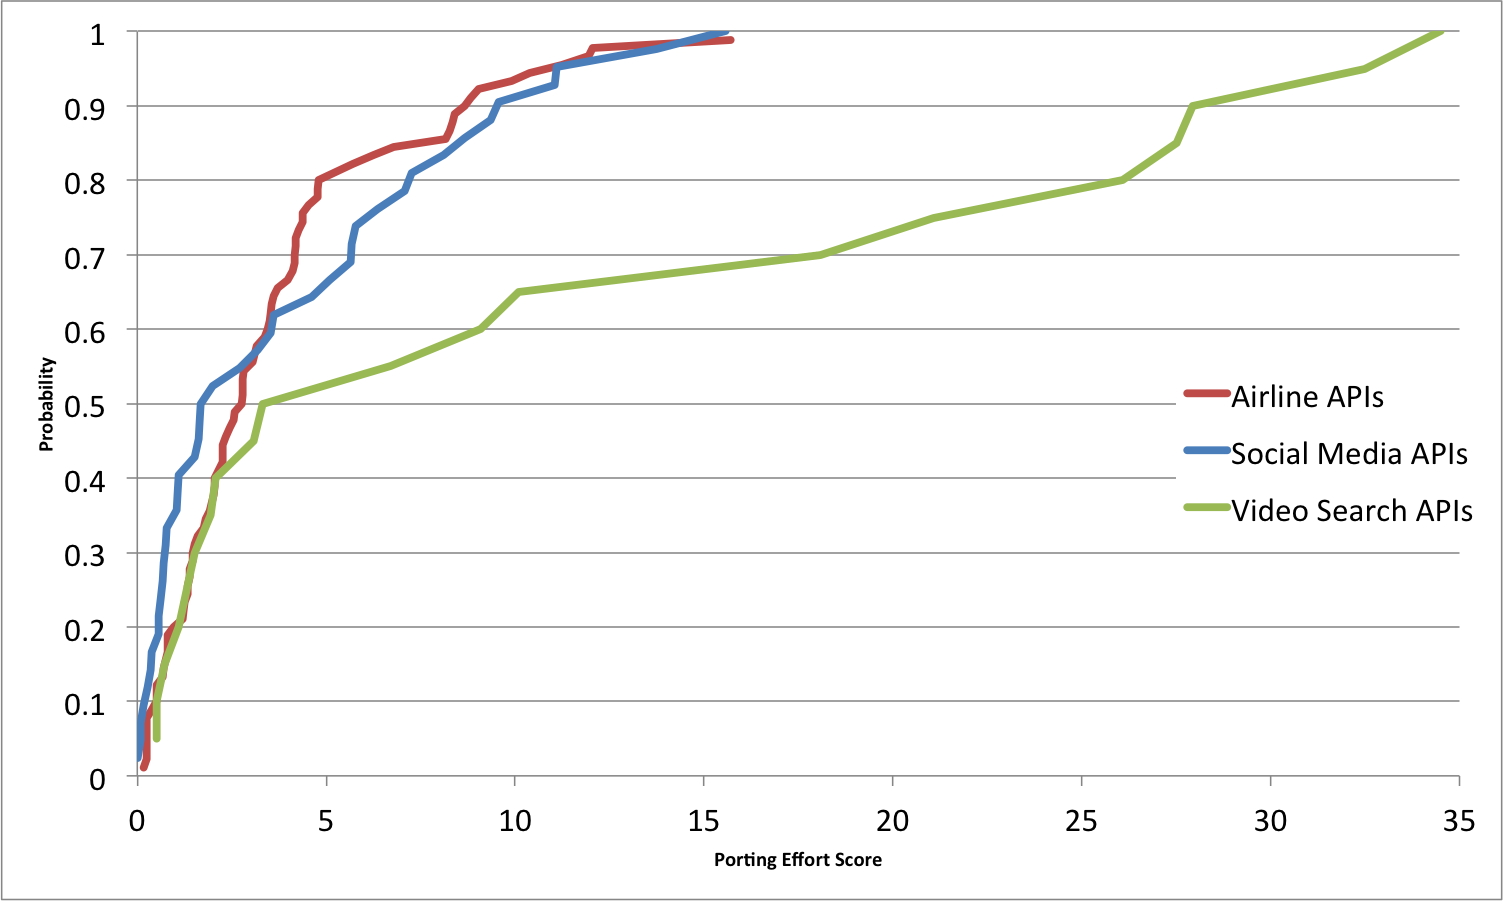 1
0.9
0.8
0.7
0.6
0.5
0.4
0.3
0.2
0.1
0
Probability
Airline APIs
Social Media APIs
Video Search APIs
0 5 10 15 20 25 30 35
Porting Effort Score